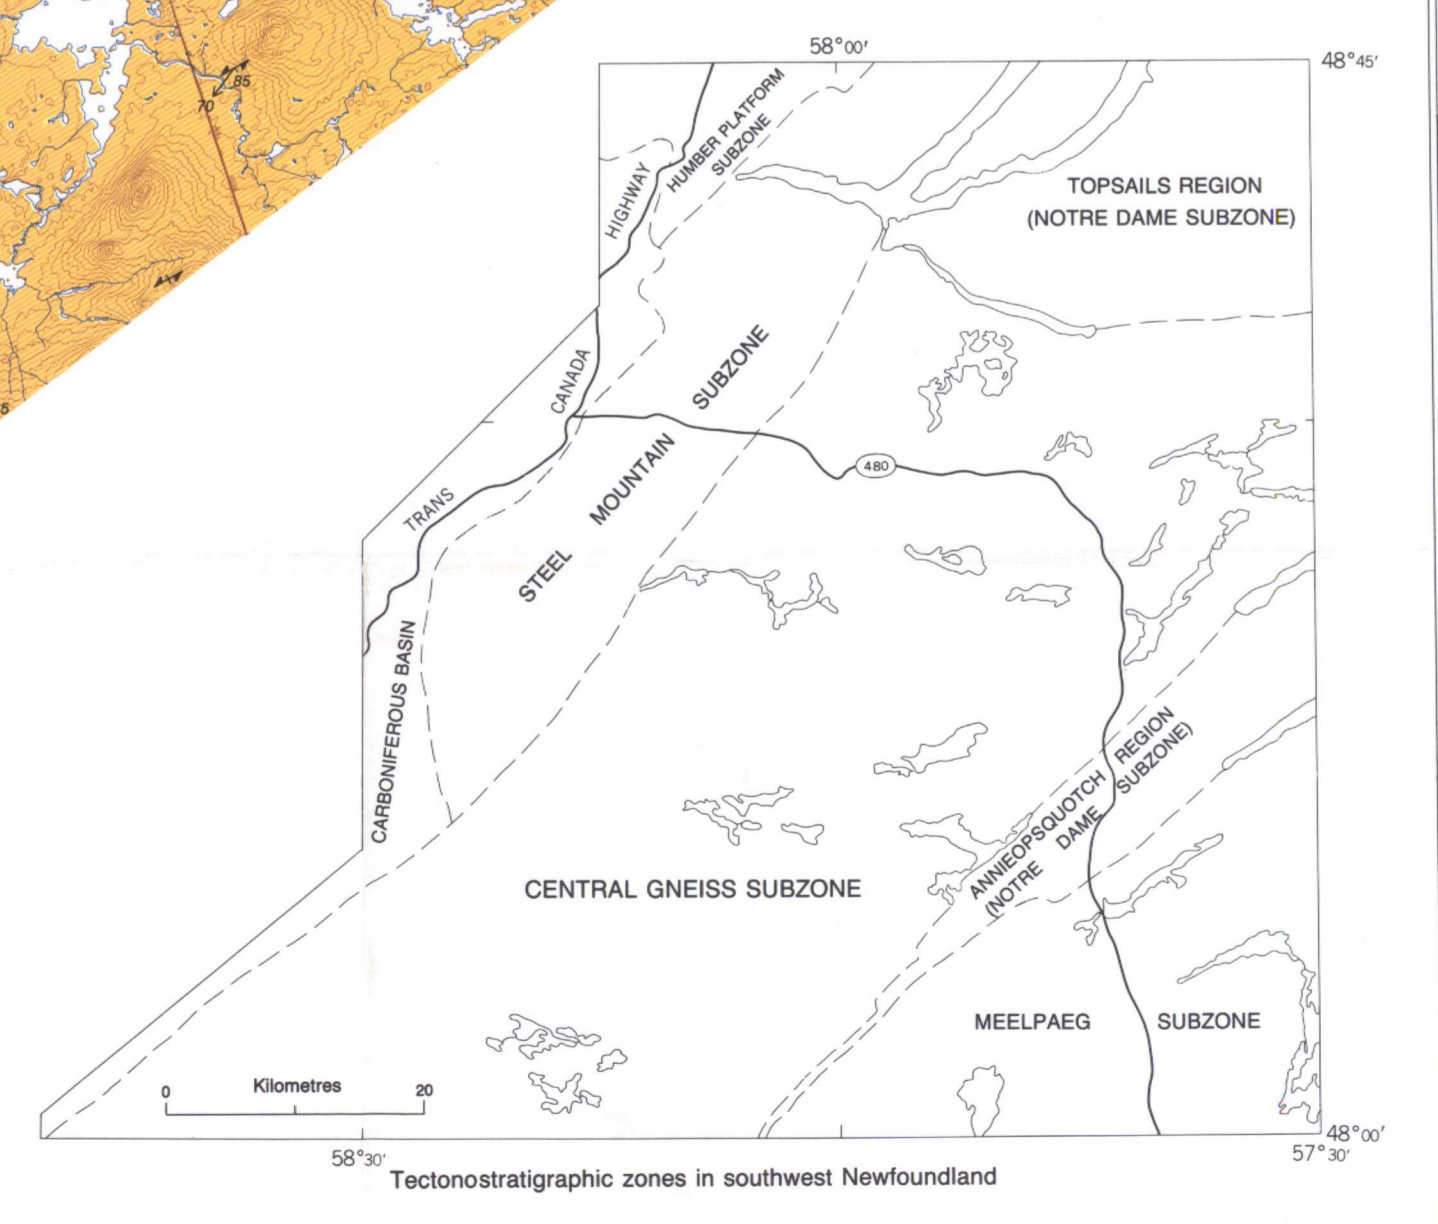 58°00′
48°45′
85
70
5
HUMBER PLATFORM
SUBZONE
HIGHWAY
TOPSAILS REGION
(NOTRE DAME SUBZONE)
CANADA
TRANS
STEEL MOUNTAIN SUBZONE
480
CARBONIFEROUS BASIN
ANNIEOPSQUOTCH REGION
(NOTRE DAME SUBZONE)
CENTRAL GNEISS SUBZONE
MEELPAEG SUBZONE
0 Kilometres 20
58°30′
48°00′
57°30′
Tectonostratigraphic zones in southwest Newfoundland